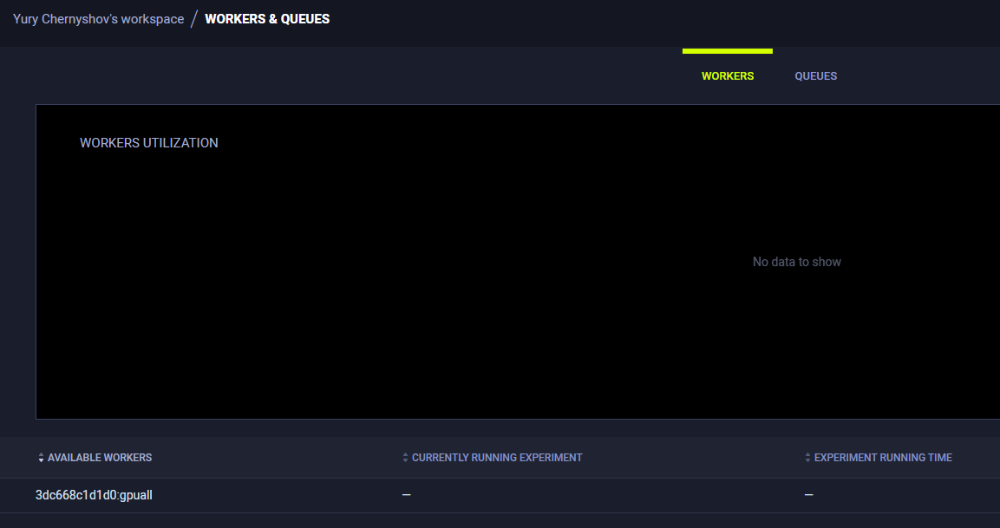 Yury Chernyshov's workspace / WORKERS & QUEUES
WORKERS QUEUES
WORKERS UTILIZATION
No data to show
AVAILABLE WORKERS CURRENTLY RUNNING EXPERIMENT EXPERIMENT RUNNING TIME
3dc668c1d1d0:gpuall — —